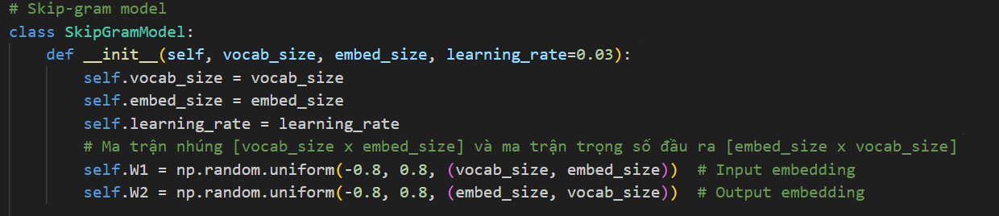 # Skip-gram model
class SkipGramModel:
    def __init__(self, vocab_size, embed_size, learning_rate=0.03):
        self.vocab_size = vocab_size
        self.embed_size = embed_size
        self.learning_rate = learning_rate
        # Ma trận nhúng [vocab_size x embed_size] và ma trận trọng số đầu ra [embed_size x vocab_size]
        self.W1 = np.random.uniform(-0.8, 0.8, (vocab_size, embed_size))  # Input embedding
        self.W2 = np.random.uniform(-0.8, 0.8, (embed_size, vocab_size))  # Output embedding